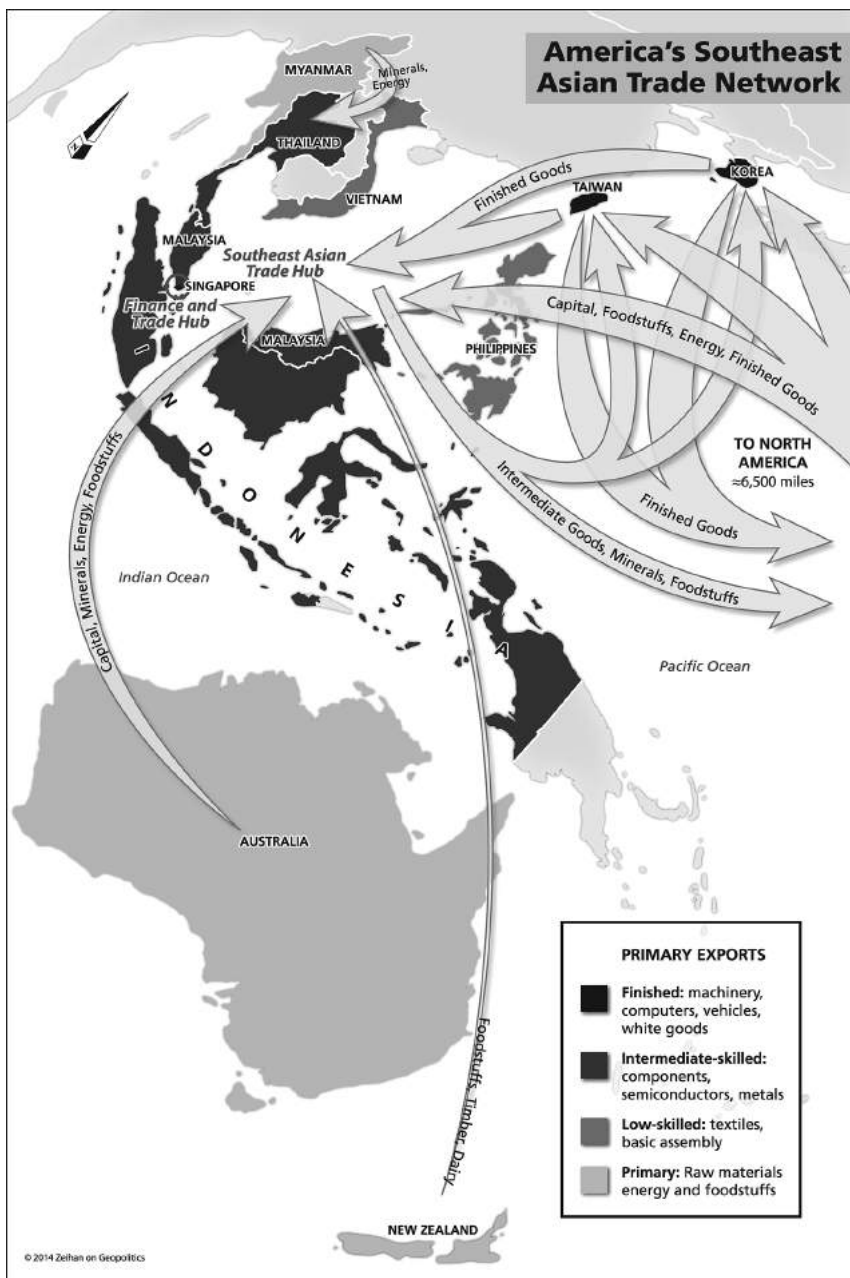 America's Southeast
Asian Trade Network
MYANMAR
Minerals,
Energy
N
THAILAND
VIETNAM
Finished Goods
TAIWAN
KOREA
MALAYSIA
Southeast Asian
Trade Hub
SINGAPORE
Finance and
Trade Hub
MALAYSIA
PHILIPPINES
Capital, Foodstuffs, Energy, Finished Goods
INDONESIA
TO NORTH
AMERICA
≈6,500 miles
Finished Goods
Intermediate Goods, Minerals, Foodstuffs
Capital, Minerals, Energy, Foodstuffs
Indian Ocean
Pacific Ocean
AUSTRALIA
Foodstuffs, Timber, Dairy
NEW ZEALAND
PRIMARY EXPORTS
Finished: machinery,
computers, vehicles,
white goods
Intermediate-skilled:
components,
semiconductors, metals
Low-skilled: textiles,
basic assembly
Primary: Raw materials
energy and foodstuffs
© 2014 Zeihan on Geopolitics